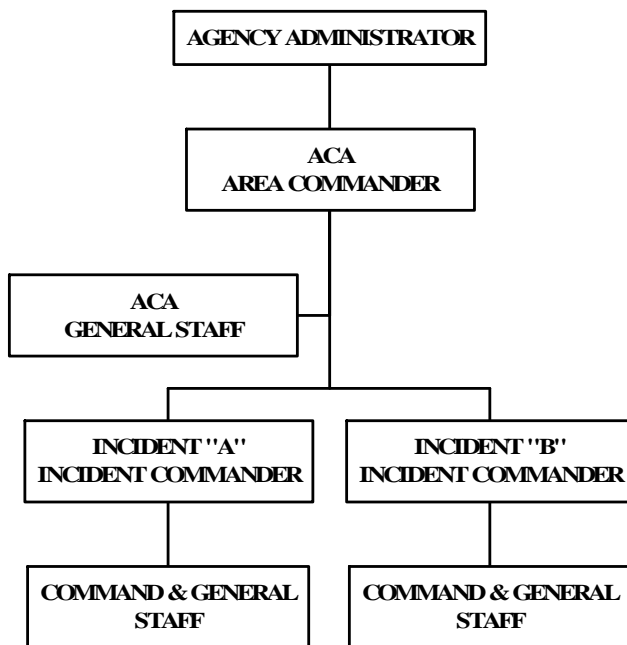 AGENCY ADMINISTRATOR
ACA
AREA COMMANDER
ACA
GENERAL STAFF
INCIDENT "A"
INCIDENT COMMANDER
INCIDENT "B"
INCIDENT COMMANDER
COMMAND & GENERAL
STAFF
COMMAND & GENERAL
STAFF